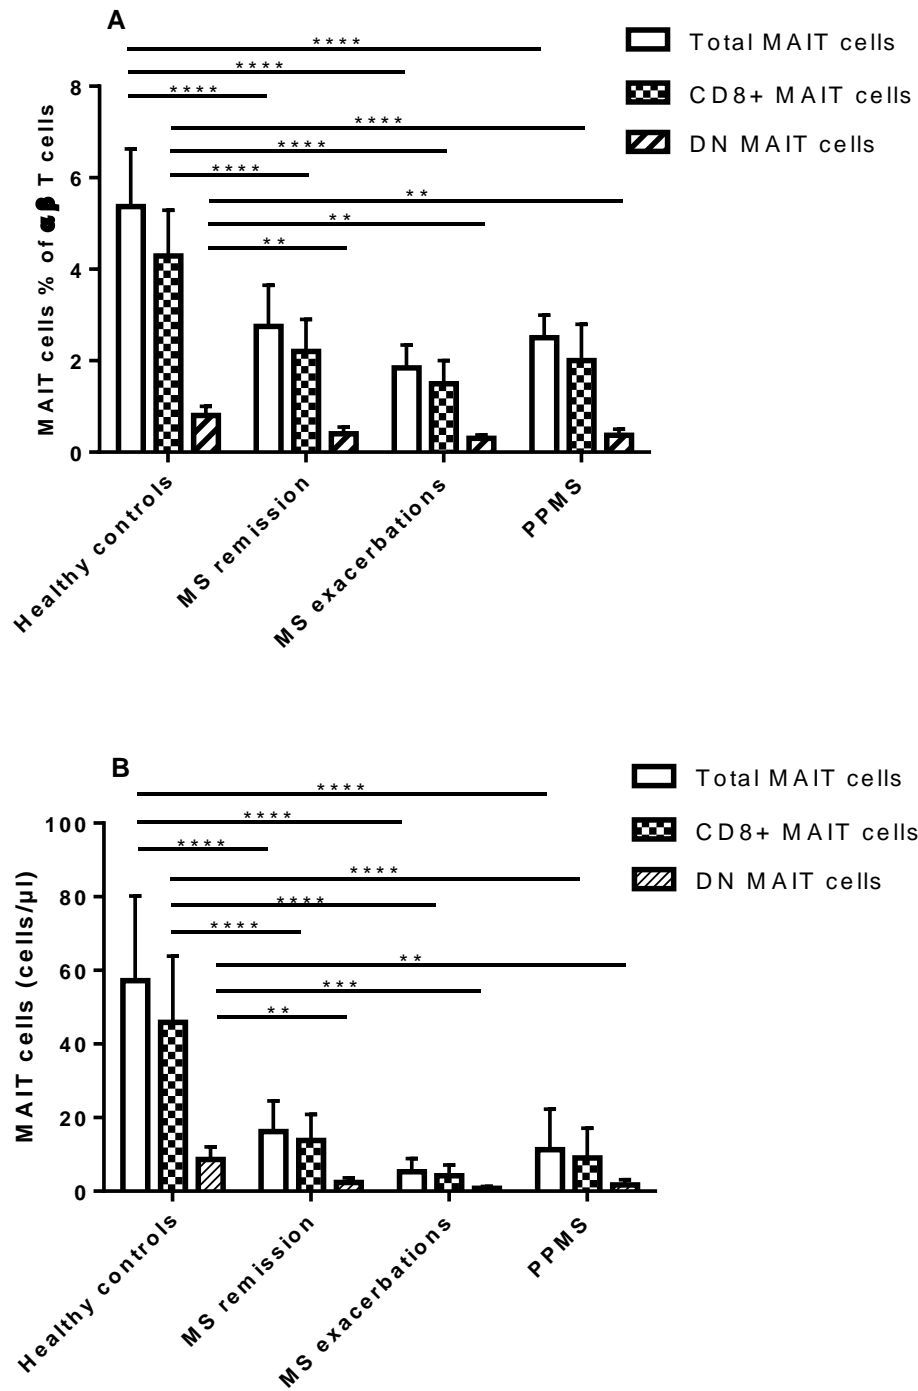 A
Total MAIT cells
CD8+ MAIT cells
DN MAIT cells
****
****
****
****
****
****
**
**
**
MAIT cells % of αβ T cells
8
6
4
2
0
Healthy controls
MS remission
MS exacerbations
PPMS
B
Total MAIT cells
CD8+ MAIT cells
DN MAIT cells
****
****
****
****
****
****
**
***
**
MAIT cells (cells/µl)
100
80
60
40
20
0
Healthy controls
MS remission
MS exacerbations
PPMS